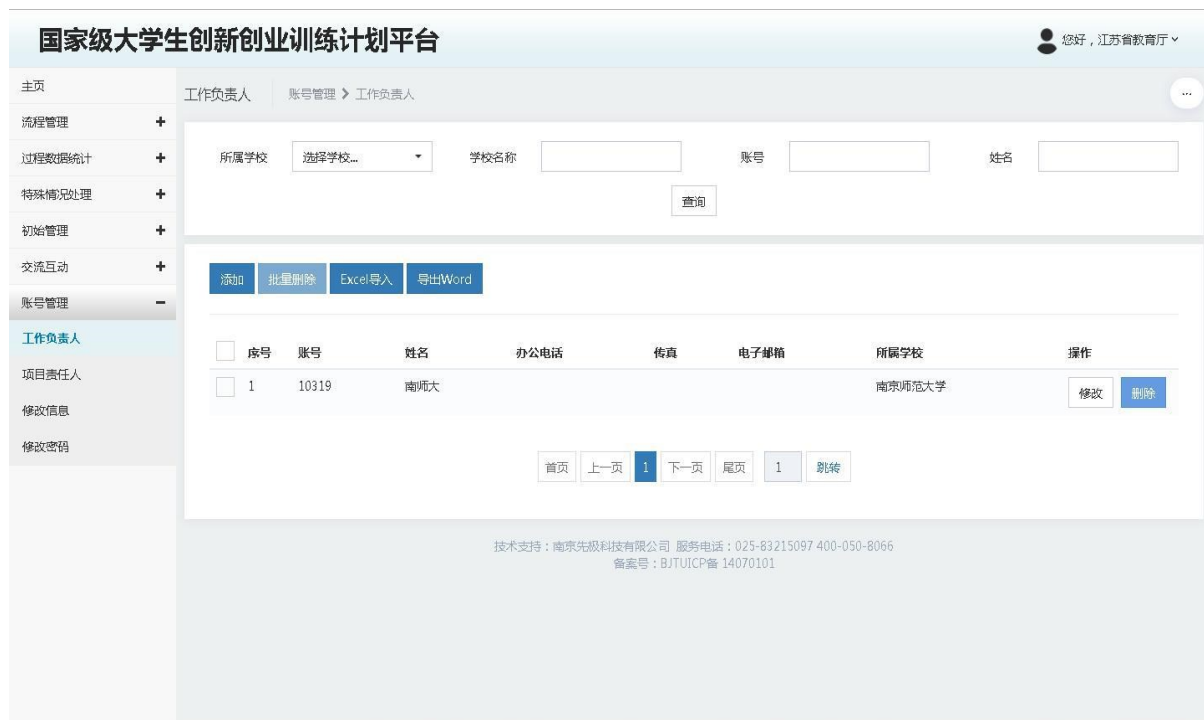 国家级大学生创新创业训练计划平台
您好，江苏省教育厅
主页
流程管理
过程数据统计
特殊情况处理
初始管理
交流互动
账号管理
工作负责人
项目责任人
修改信息
修改密码
工作负责人 账号管理 工作负责人
...
所属学校 选择学校... 学校名称 账号 姓名
查询
添加 批量删除 Excel导入 导出Word
序号 账号 姓名 办公电话 传真 电子邮箱 所属学校 操作
1 10319 南师大 南京师范大学 修改 删除
首页 上一页 1 下一页 尾页 1 跳转
技术支持：南京先极科技有限公司 服务电话：025-83215097 400-050-8066
备案号：BJTUICP备 14070101